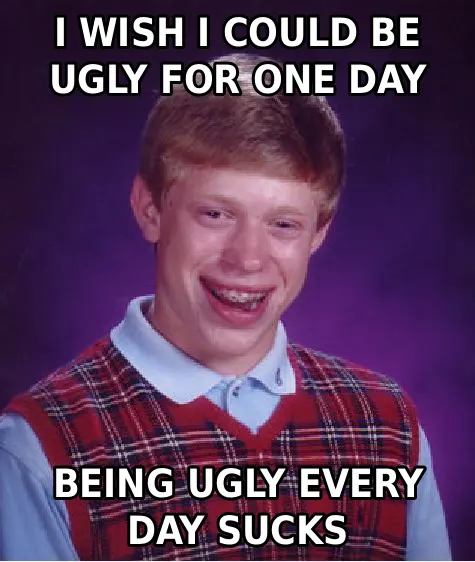 I WISH I COULD BE
UGLY FOR ONE DAY
BEING UGLY EVERY
DAY SUCKS